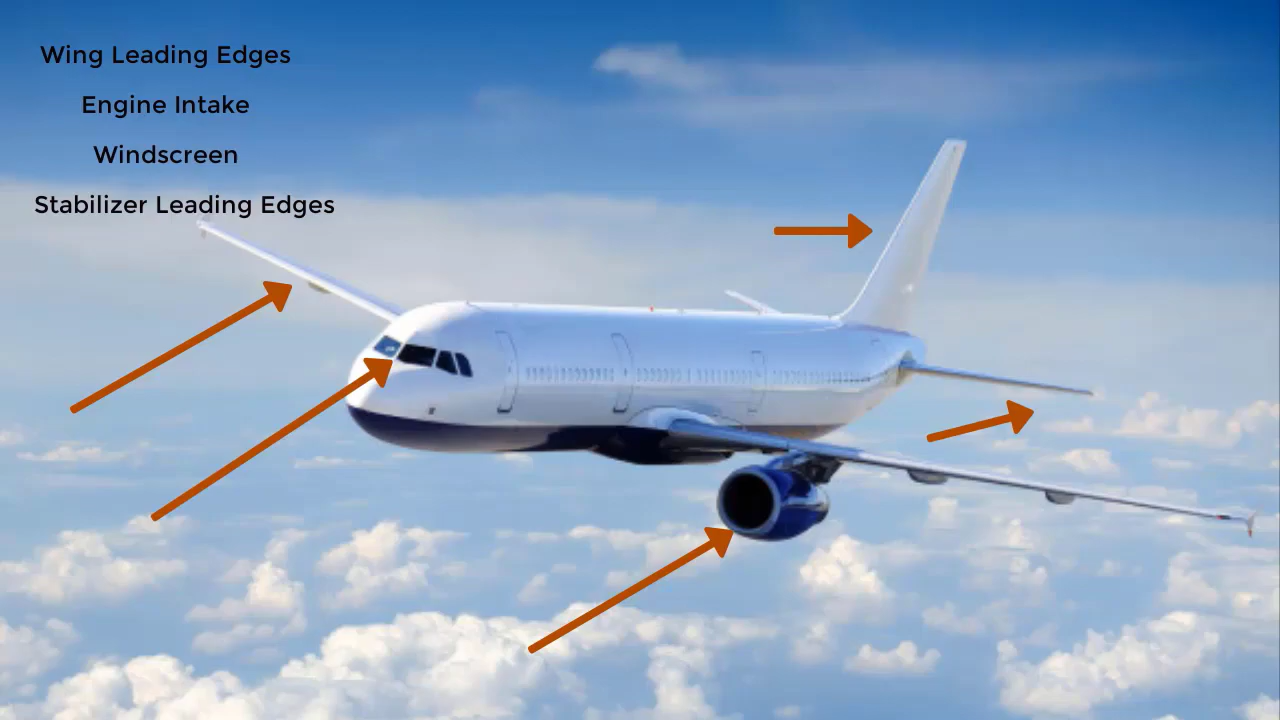 Wing Leading Edges
Engine Intake
Windscreen
Stabilizer Leading Edges